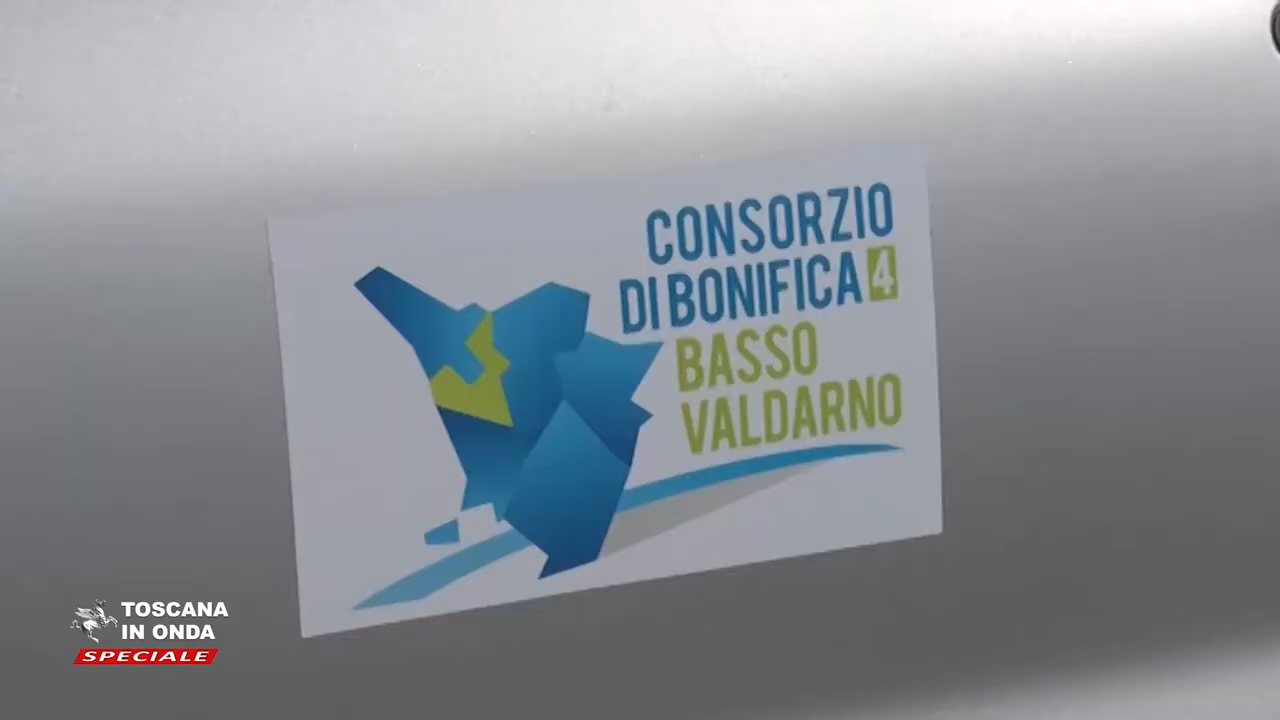 CONSORZIO
DI BONIFICA 4
BASSO
VALDARNO
TOSCANA
IN ONDA
SPECIALE